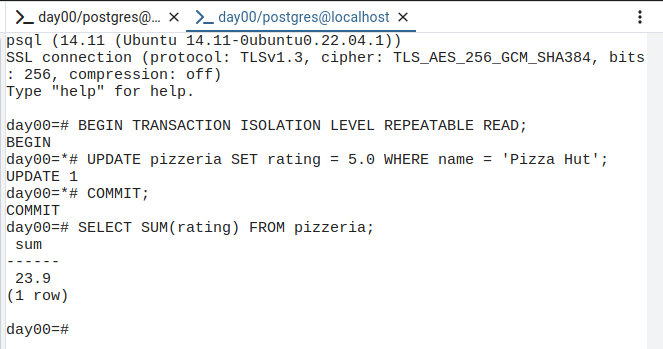 day00/postgres@...
day00/postgres@localhost
psql (14.11 (Ubuntu 14.11-0ubuntu0.22.04.1))
SSL connection (protocol: TLSv1.3, cipher: TLS_AES_256_GCM_SHA384, bits
: 256, compression: off)
Type "help" for help.
day00=# BEGIN TRANSACTION ISOLATION LEVEL REPEATABLE READ;
BEGIN
day00=*# UPDATE pizzeria SET rating = 5.0 WHERE name = 'Pizza Hut';
UPDATE 1
day00=*# COMMIT;
COMMIT
day00=# SELECT SUM(rating) FROM pizzeria;
sum
------
23.9
(1 row)
day00=#